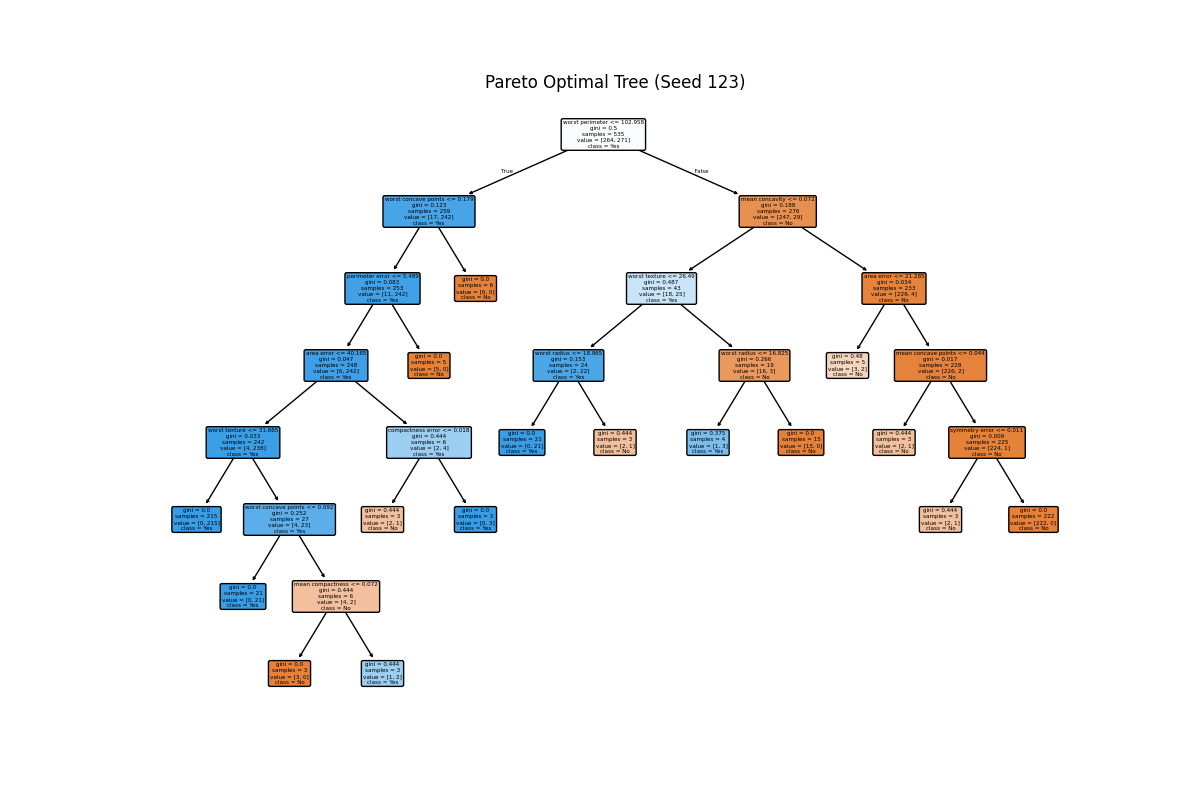 Pareto Optimal Tree (Seed 123)
worst perimeter <= 102.958
gini = 0.5
samples = 535
value = [264, 271]
class = Yes
True
False
worst concave points <= 0.179
gini = 0.123
samples = 259
value = [17, 242]
class = Yes
mean concavity <= 0.072
gini = 0.188
samples = 276
value = [247, 29]
class = No
perimeter error <= 5.489
gini = 0.083
samples = 253
value = [11, 242]
class = Yes
gini = 0.0
samples = 6
value = [6, 0]
class = No
worst texture <= 26.49
gini = 0.487
samples = 43
value = [18, 25]
class = Yes
area error <= 21.285
gini = 0.034
samples = 233
value = [229, 4]
class = No
area error <= 40.165
gini = 0.047
samples = 248
value = [6, 242]
class = Yes
gini = 0.0
samples = 5
value = [5, 0]
class = No
worst radius <= 18.965
gini = 0.153
samples = 24
value = [2, 22]
class = Yes
worst radius <= 16.825
gini = 0.266
samples = 19
value = [16, 3]
class = No
gini = 0.48
samples = 5
value = [3, 2]
class = No
mean concave points <= 0.044
gini = 0.017
samples = 228
value = [226, 2]
class = No
worst texture <= 31.665
gini = 0.033
samples = 242
value = [4, 238]
class = Yes
compactness error <= 0.018
gini = 0.444
samples = 6
value = [2, 4]
class = Yes
gini = 0.0
samples = 21
value = [0, 21]
class = Yes
gini = 0.444
samples = 3
value = [2, 1]
class = No
gini = 0.375
samples = 4
value = [1, 3]
class = Yes
gini = 0.0
samples = 15
value = [15, 0]
class = No
gini = 0.444
samples = 3
value = [2, 1]
class = No
symmetry error <= 0.011
gini = 0.009
samples = 225
value = [224, 1]
class = No
gini = 0.0
samples = 215
value = [0, 215]
class = Yes
worst concave points <= 0.092
gini = 0.252
samples = 27
value = [4, 23]
class = Yes
gini = 0.444
samples = 3
value = [2, 1]
class = No
gini = 0.0
samples = 3
value = [0, 3]
class = Yes
gini = 0.444
samples = 3
value = [2, 1]
class = No
gini = 0.0
samples = 222
value = [222, 0]
class = No
gini = 0.0
samples = 21
value = [0, 21]
class = Yes
mean compactness <= 0.072
gini = 0.444
samples = 6
value = [4, 2]
class = No
gini = 0.0
samples = 3
value = [3, 0]
class = No
gini = 0.444
samples = 3
value = [1, 2]
class = Yes